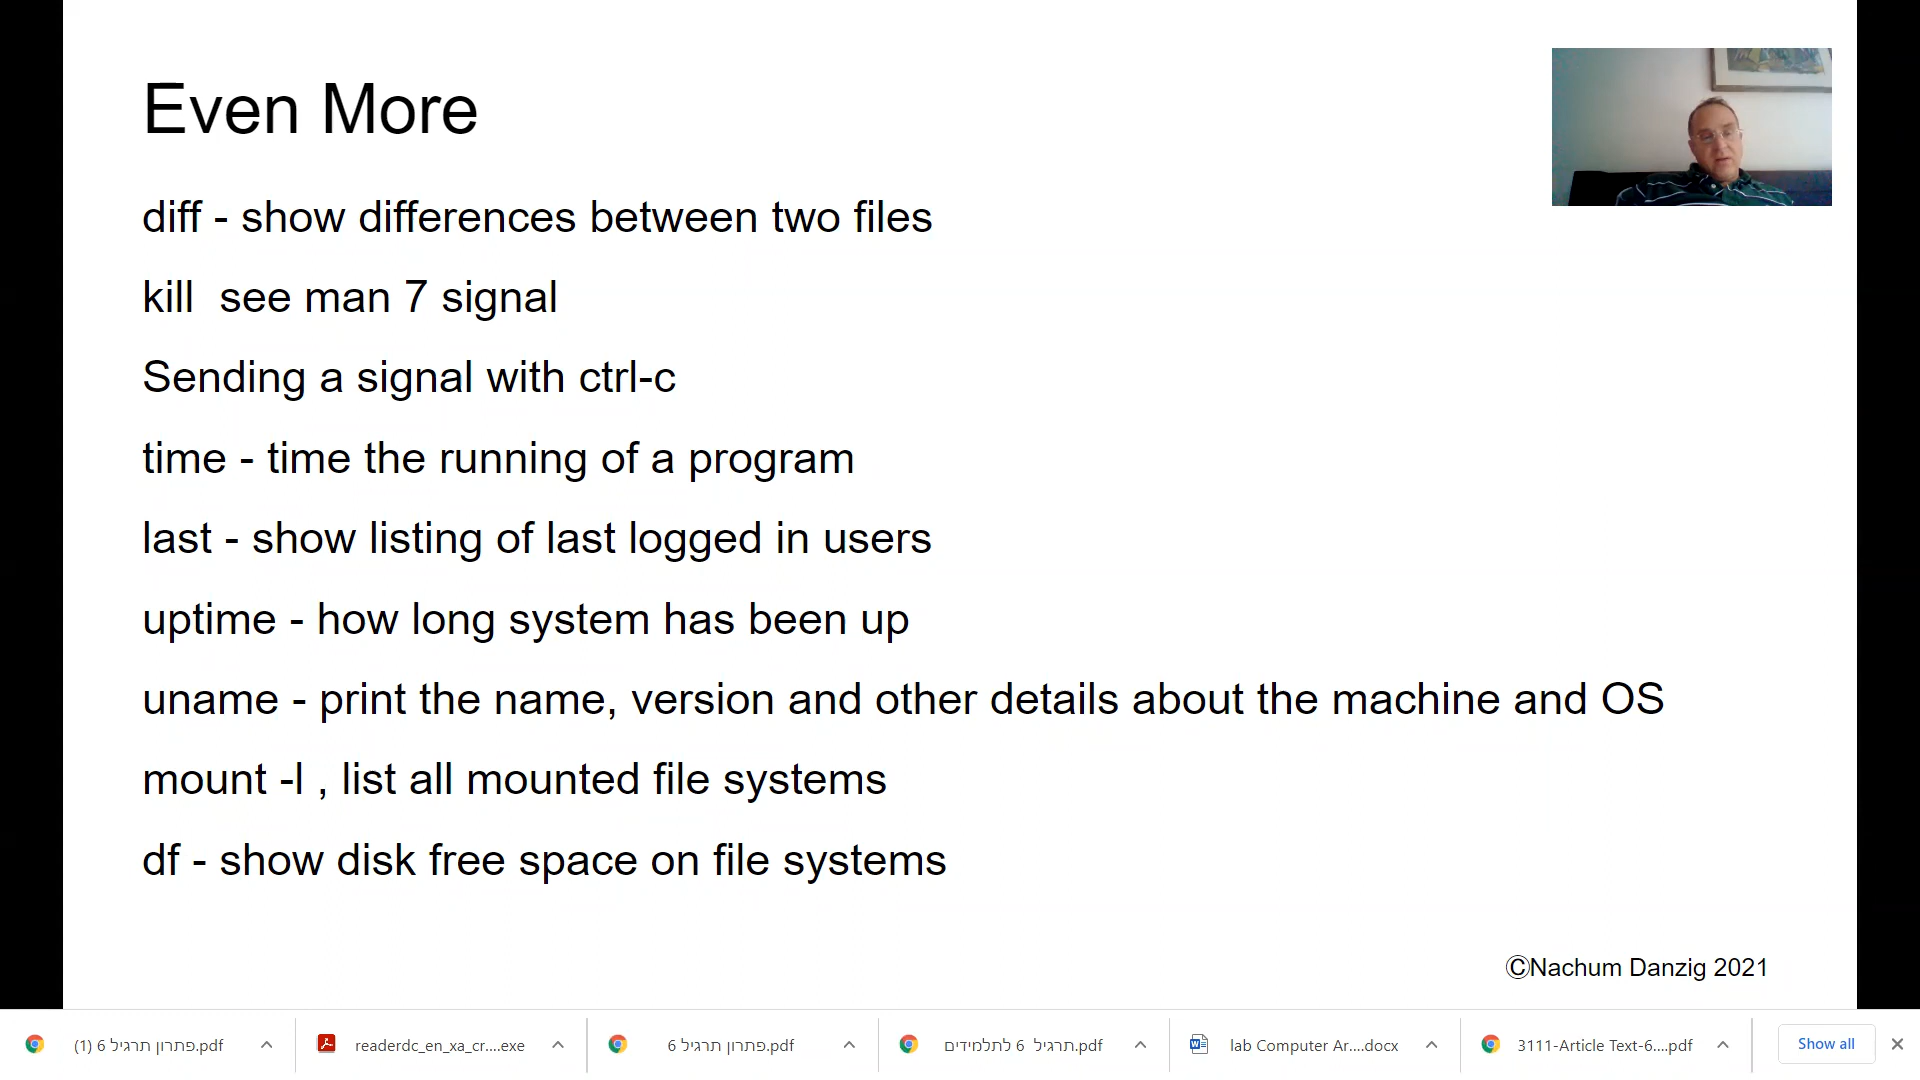 Even More
diff - show differences between two files
kill  see man 7 signal
Sending a signal with ctrl-c
time - time the running of a program
last - show listing of last logged in users
uptime - how long system has been up
uname - print the name, version and other details about the machine and OS
mount -l , list all mounted file systems
df - show disk free space on file systems
©Nachum Danzig 2021
פתרון תרגיל 6 (1).pdf
readerdc_en_xa_cr....exe
פתרון תרגיל 6.pdf
תרגיל  6 לתלמידים.pdf
lab Computer Ar....docx
3111-Article Text-6....pdf
Show all